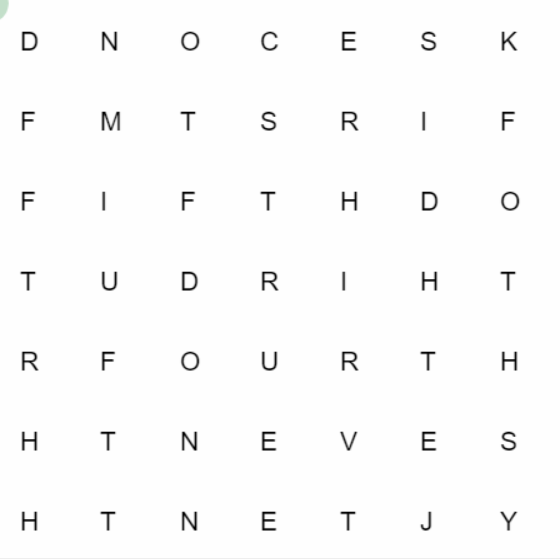 D N O C E S K
F M T S R I F
F I F T H D O
T U D R I H T
R F O U R T H
H T N E V E S
H T N E T J Y